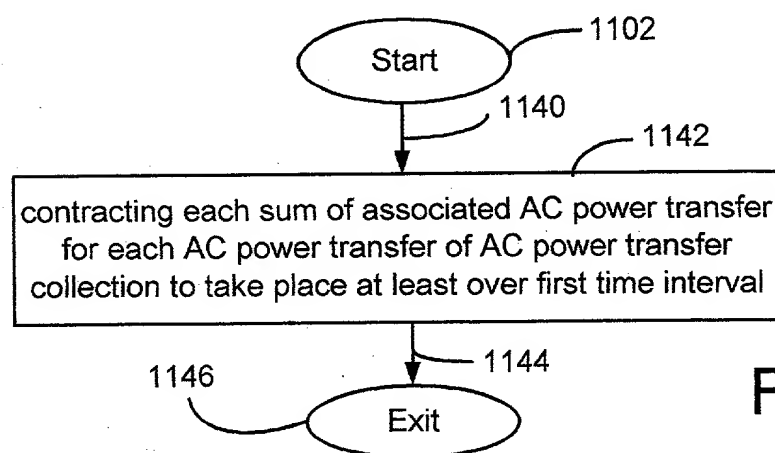 1102
Start
1140
1142
contracting each sum of associated AC power transfer
for each AC power transfer of AC power transfer
collection to take place at least over first time interval
1144
1146
Exit
F